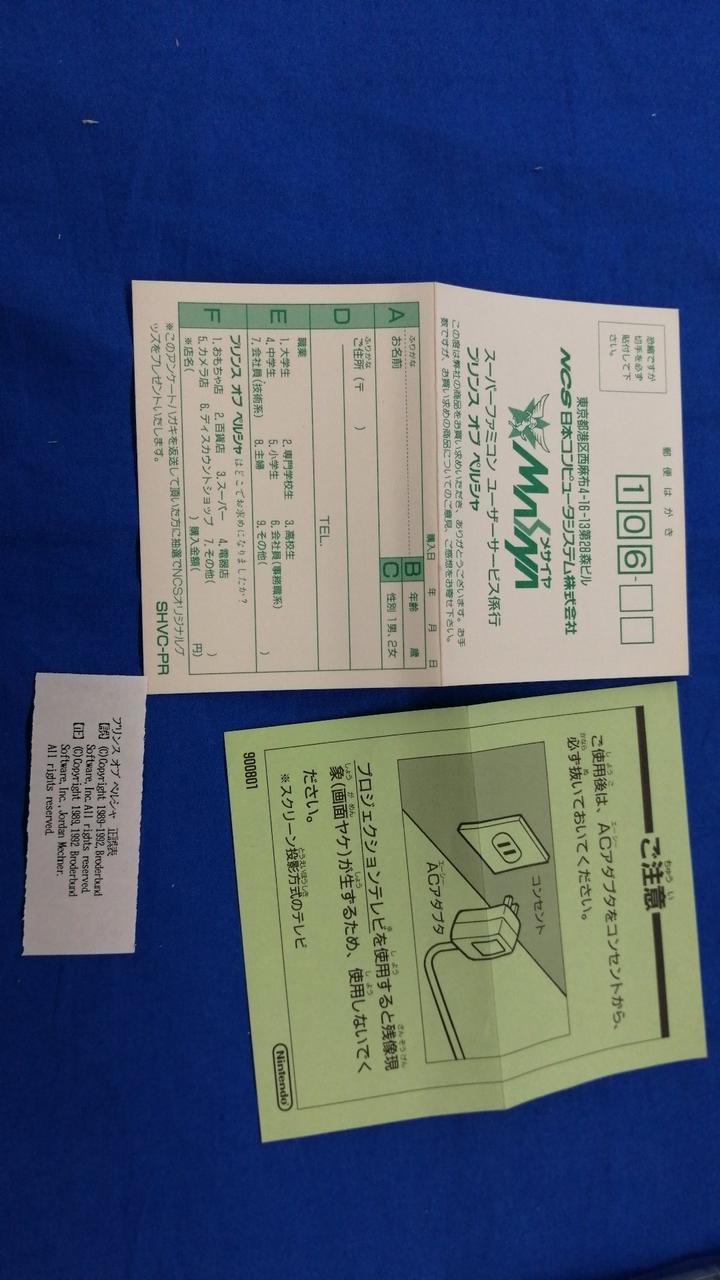 郵便はがき
106-
恐縮ですが
切手を必ず
貼付して下
さい。
東京都港区西麻布4-16-13第28森ビル
NCS 日本コンピュータシステム株式会社
MASAYA メサイヤ
スーパーファミコン ユーザーサービス係行
プリンス オブ ペルシャ
この度は弊社の商品をお買い求めいただき、ありがとうございます。お手
数ですが、お買い求めの商品についてのご意見、ご感想をお寄せ下さい。
購入日 年 月 日
A ふりがな
お名前
B 年齢 歳
C 性別 1男、2女
D ふりがな
ご住所 (〒 )
TEL.
E 職業
1. 大学生 2. 専門学校生 3. 高校生
4. 中学生 5. 小学生 6. 会社員(事務職系)
7. 会社員(技術系) 8. 主婦 9. その他( )
F プリンス オブ ペルシャはどこでお求めになりましたか?
1. おもちゃ店 2. 百貨店 3. スーパー 4. 電器店
5. カメラ店 6. ディスカウントショップ 7. その他( )
※店名( ) 購入金額( 円)
※このアンケートハガキを返送して頂いた方に抽選でNCSオリジナルグ
ッズをプレゼントいたします。
SHVC-PR
ご注意
ちゅうい
ご使用後は、ACアダプタをコンセントから、
必ず抜いておいてください。
コンセント
ACアダプタ
プロジェクションテレビを使用すると残像現
象(画面ヤケ)が生ずるため、使用しないでく
ださい。
※スクリーン投影方式のテレビ
900801
Nintendo
プリンス オブ ペルシャ 正誤表
【誤】 (C)Copyright 1989-1992, Broderbund
Software, Inc. All rights reserved.
【正】 (C)Copyright 1989, 1992 Broderbund
Software, Inc., Jordan Mechner.
All rights reserved.